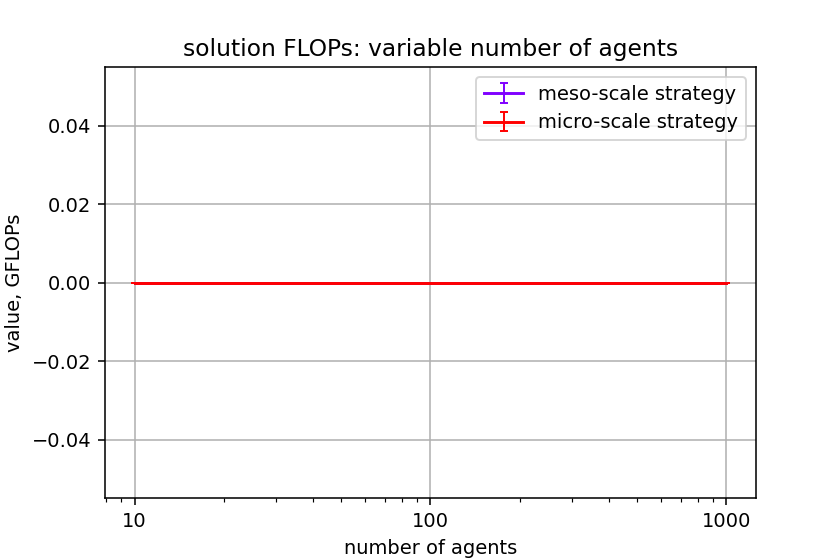 solution FLOPs: variable number of agents
meso-scale strategy
micro-scale strategy
value, GFLOPs
0.04
0.02
0.00
−0.02
−0.04
10
100
1000
number of agents